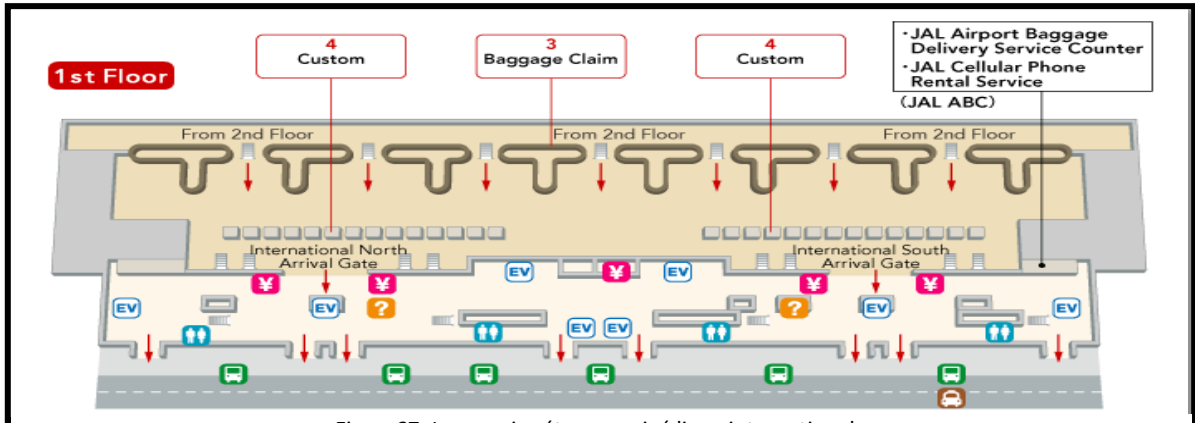 4
Custom
3
Baggage Claim
4
Custom
・JAL Airport Baggage
Delivery Service Counter
・JAL Cellular Phone
Rental Service
(JAL ABC)
1st Floor
From 2nd Floor
From 2nd Floor
From 2nd Floor
International North
Arrival Gate
International South
Arrival Gate
¥
¥
¥
¥
¥
EV
EV
EV
EV
?
?
EV
EV
EV
EV